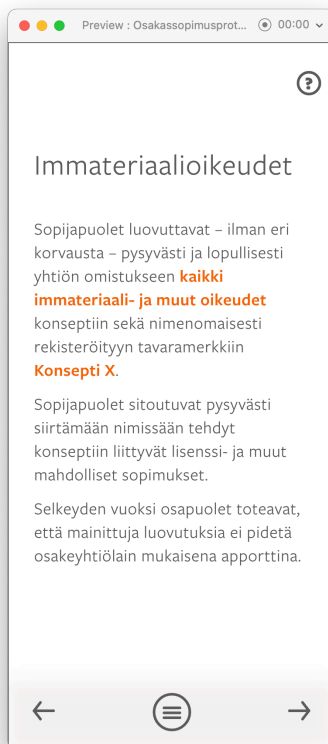 Preview : Osakassopimusprot... 00:00
?
Immateriaalioikeudet
Sopijapuolet luovuttavat – ilman eri
korvausta – pysyvästi ja lopullisesti
yhtiön omistukseen kaikki
immateriaali- ja muut oikeudet
konseptiin sekä nimenomaisesti
rekisteröityyn tavaramerkkiin
Konsepti X.
Sopijapuolet sitoutuvat pysyvästi
siirtämään nimissään tehdyt
konseptiin liittyvät lisenssi- ja muut
mahdolliset sopimukset.
Selkeyden vuoksi osapuolet toteavat,
että mainittuja luovutuksia ei pidetä
osakeyhtiölain mukaisena apporttina.